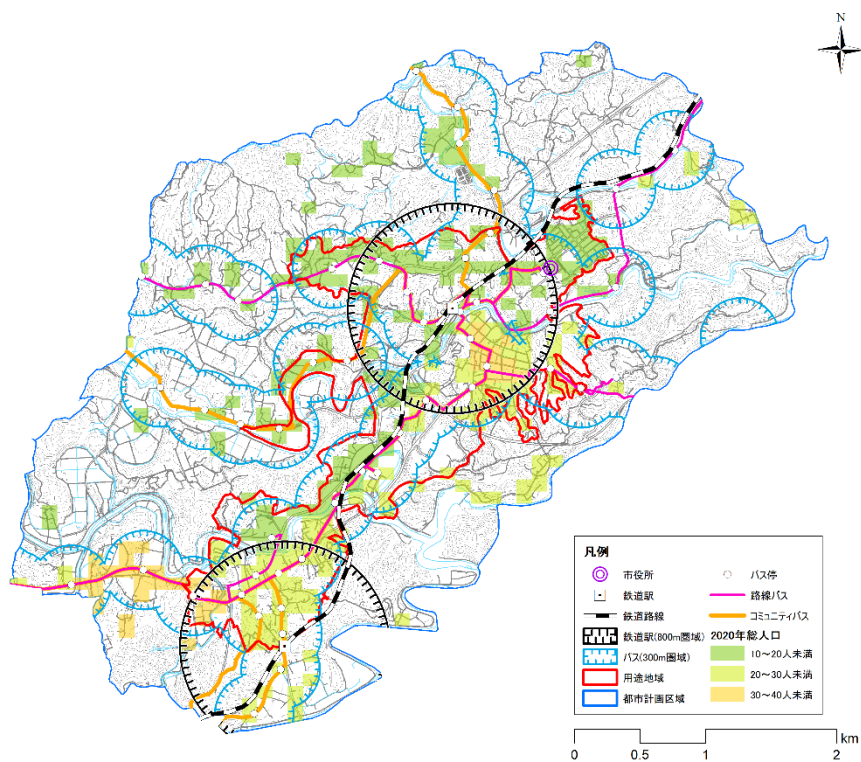 N
凡例
市役所
バス停
鉄道駅
路線バス
鉄道路線
コミュニティバス
鉄道駅(800m圏域)
2020年総人口
バス(300m圏域)
10～20人未満
用途地域
20～30人未満
都市計画区域
30～40人未満
km
0 0.5 1 2